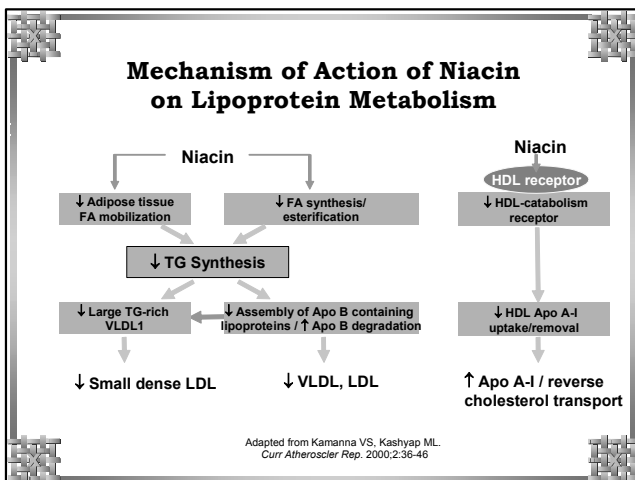 Mechanism of Action of Niacin
on Lipoprotein Metabolism
Niacin
↓ Adipose tissue
FA mobilization
↓ FA synthesis/
esterification
↓ TG Synthesis
↓ Large TG-rich
VLDL1
↓ Assembly of Apo B containing
lipoproteins / ↑ Apo B degradation
↓ Small dense LDL
↓ VLDL, LDL
Niacin
HDL receptor
↓ HDL-catabolism
receptor
↓ HDL Apo A-I
uptake/removal
↑ Apo A-I / reverse
cholesterol transport
Adapted from Kamanna VS, Kashyap ML.
Curr Atheroscler Rep. 2000;2:36-46